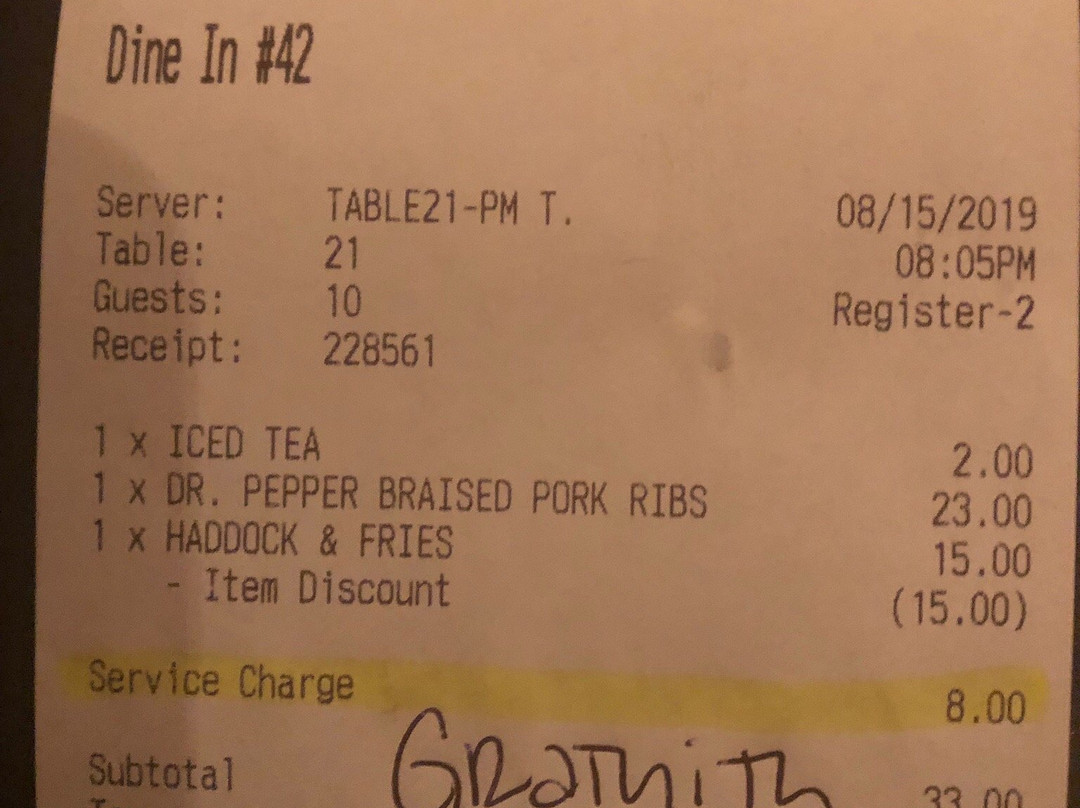 Dine In #42
Server: TABLE21-PM T. 08/15/2019
Table: 21 08:05PM
Guests: 10 Register-2
Receipt: 228561
1 x ICED TEA 2.00
1 x DR. PEPPER BRAISED PORK RIBS 23.00
1 x HADDOCK & FRIES 15.00
- Item Discount (15.00)
Service Charge 8.00
Subtotal 33.00